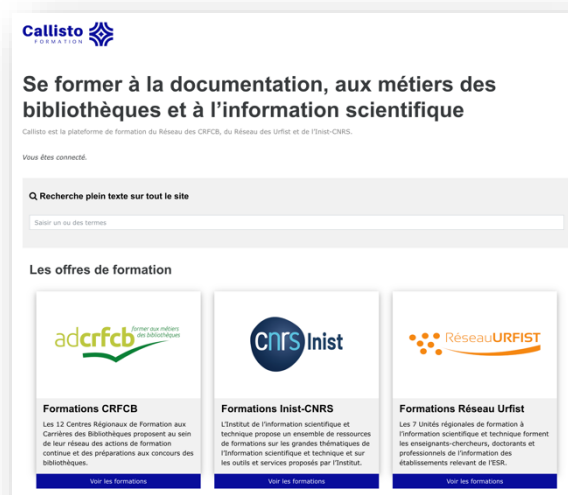 Callisto
FORMATION
Se former à la documentation, aux métiers des
bibliothèques et à l'information scientifique
Callisto est la plateforme de formation du Réseau des CRFCB, du Réseau des Urfist et de l'Inist-CNRS.
Vous êtes connecté.
Recherche plein texte sur tout le site
Saisir un ou des termes
Les offres de formation
adcrfcb
former aux métiers
des bibliothèques
cnrs Inist
Réseau URFIST
Formations CRFCB
Les 12 Centres Régionaux de Formation aux
Carrières des Bibliothèques proposent au sein
de leur réseau des actions de formation
continue et des préparations aux concours des
bibliothèques.
Voir les formations
Formations Inist-CNRS
L'Institut de l'information scientifique et
technique propose un ensemble de ressources
de formations sur les grandes thématiques de
l'Information scientifique et technique et sur
les outils et services proposés par l'Institut.
Voir les formations
Formations Réseau Urfist
Les 7 Unités régionales de formation à
l'information scientifique et technique forment
les enseignants-chercheurs, doctorants et
professionnels de l'information des
établissements relevant de l'ESR.
Voir les formations